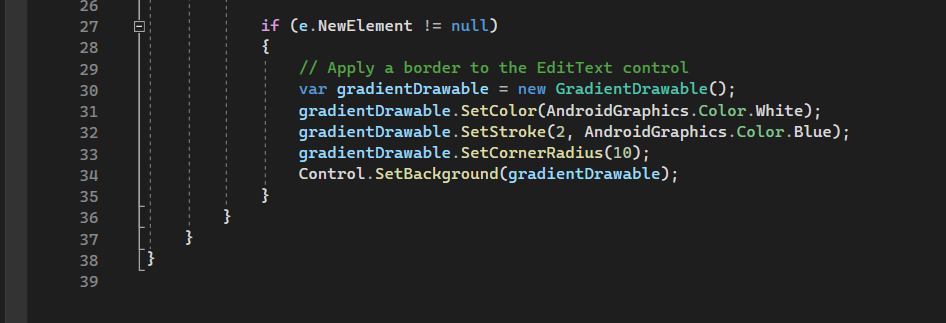 26
27 if (e.NewElement != null)
28 {
29 // Apply a border to the EditText control
30 var gradientDrawable = new GradientDrawable();
31 gradientDrawable.SetColor(AndroidGraphics.Color.White);
32 gradientDrawable.SetStroke(2, AndroidGraphics.Color.Blue);
33 gradientDrawable.SetCornerRadius(10);
34 Control.SetBackground(gradientDrawable);
35 }
36 }
37 }
38 }
39